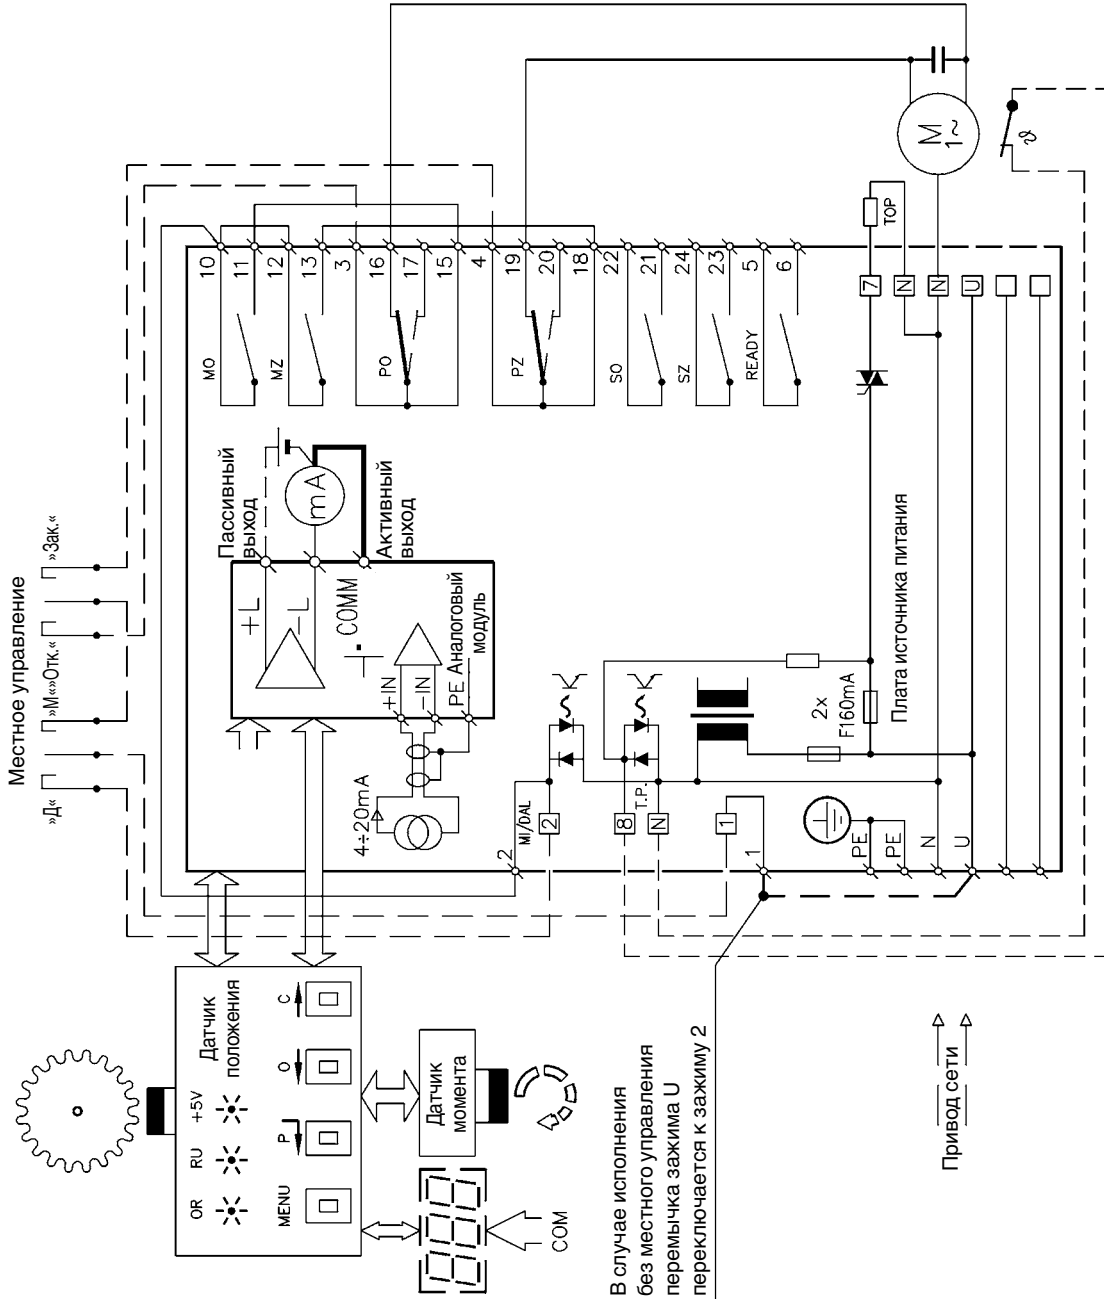 Местное управление
»Д«
»М«
»Отк.«
»Зак.«
10
11
12
13
3
16
17
15
4
19
20
18
22
21
24
23
5
6
MO
MZ
PO
PZ
SO
SZ
READY
M
1~
ϑ
TOP
7
N
N
U
Пассивный
выход
mA
Активный
выход
+L
-L
COMM
+IN
-IN
PE
Аналоговый
модуль
4÷20mA
2
MI/DAL
2
8
T.P.
N
1
1
2x
F160mA
Плата источника питания
PE
PE
N
U
Датчик
положения
+5V
RU
OR
MENU
P
O
C
Датчик
момента
COM
В случае исполнения
без местного управления
перемычка зажима U
переключается к зажиму 2
Привод сети